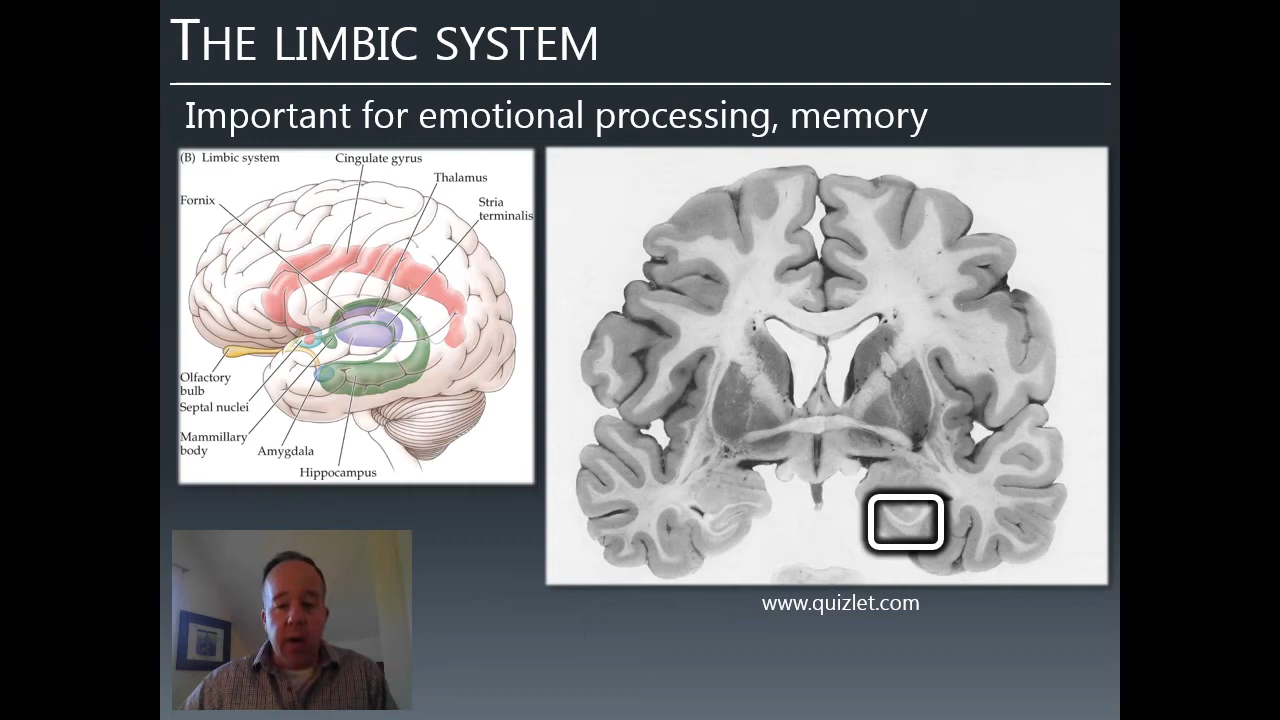 THE LIMBIC SYSTEM
Important for emotional processing, memory
(B) Limbic system
Cingulate gyrus
Thalamus
Fornix
Stria
terminalis
Olfactory
bulb
Septal nuclei
Mammillary
body
Amygdala
Hippocampus
www.quizlet.com